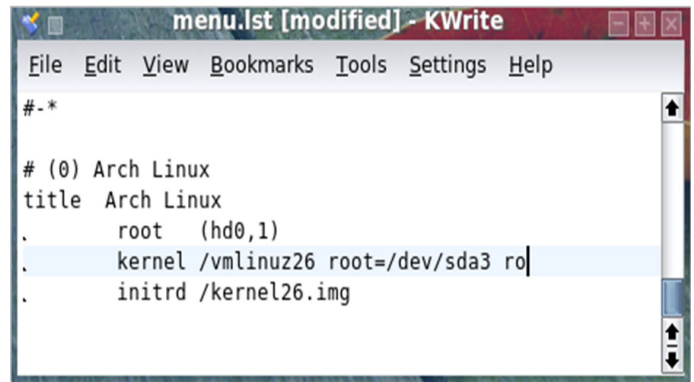 menu.lst [modified] - KWrite
File Edit View Bookmarks Tools Settings Help
#-*
# (0) Arch Linux
title  Arch Linux
root   (hd0,1)
kernel /vmlinuz26 root=/dev/sda3 ro
initrd /kernel26.img